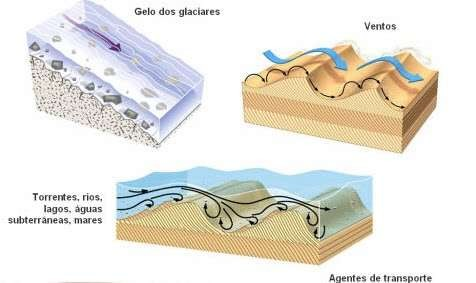 Gelo dos glaciares
Ventos
Torrentes, rios,
lagos, águas
subterrâneas, mares
Agentes de transporte